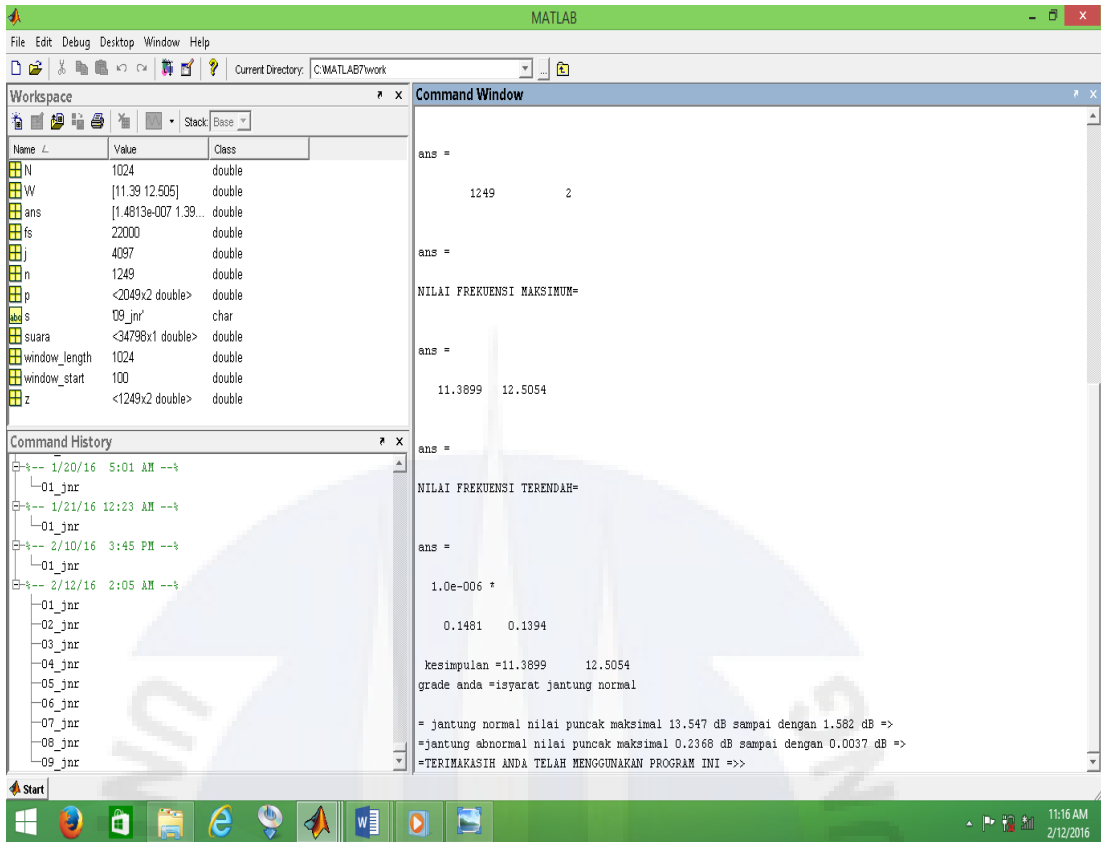 MATLAB
File Edit Debug Desktop Window Help
Current Directory: C:\MATLAB7\work
Workspace
Stack: Base
Name Value Class
N 1024 double
W [11.39 12.505] double
ans [1.4813e-007 1.39... double
fs 22000 double
j 4097 double
n 1249 double
p <2049x2 double> double
abc s '09_jnr' char
suara <34798x1 double> double
window_length 1024 double
window_start 100 double
z <1249x2 double> double
Command History
%-- 1/20/16 5:01 AM --%
01_jnr
%-- 1/21/16 12:23 AM --%
01_jnr
%-- 2/10/16 3:45 PM --%
01_jnr
%-- 2/12/16 2:05 AM --%
01_jnr
02_jnr
03_jnr
04_jnr
05_jnr
06_jnr
07_jnr
08_jnr
09_jnr
Command Window
ans =
1249 2
ans =
NILAI FREKUENSI MAKSIMUM=
ans =
11.3899 12.5054
ans =
NILAI FREKUENSI TERENDAH=
ans =
1.0e-006 *
0.1481 0.1394
kesimpulan =11.3899 12.5054
grade anda =isyarat jantung normal
= jantung normal nilai puncak maksimal 13.547 dB sampai dengan 1.582 dB =>
=jantung abnormal nilai puncak maksimal 0.2368 dB sampai dengan 0.0037 dB =>
=TERIMAKASIH ANDA TELAH MENGGUNAKAN PROGRAM INI =>>
Start
11:16 AM
2/12/2016